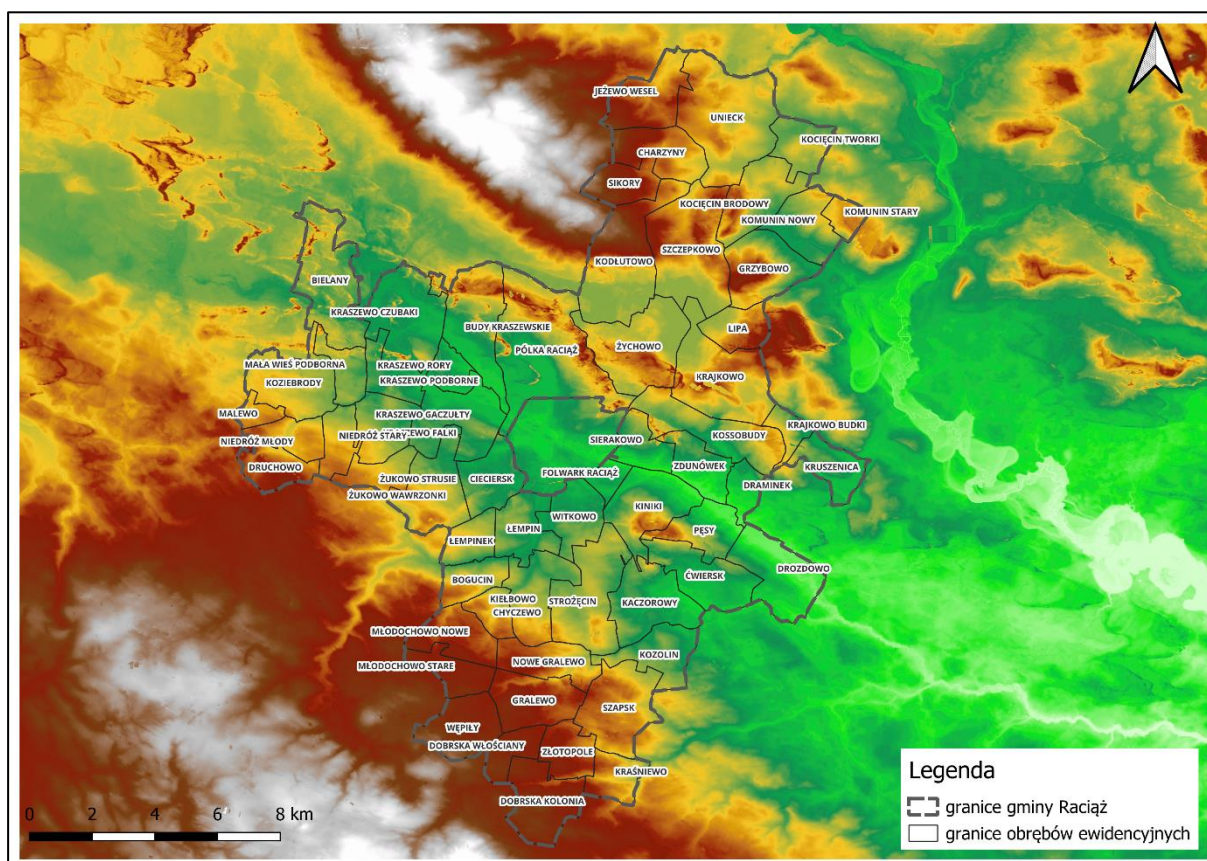 JEŻEWO WESEL
UNIECK
KOCIĘCIN TWORKI
CHARZYNY
SIKORY
KOCIĘCIN BRODOWY
KOMUNIN STARY
KOMUNIN NOWY
SZCZEPKOWO
KODŁUTOWO
GRZYBOWO
BIELANY
KRASZEWO CZUBAKI
BUDY KRASZEWSKIE
LIPA
ŻYCHOWO
PÓLKA RACIĄŻ
MAŁA WIEŚ PODBORNA
KRASZEWO RORY
KOZIEBRODY
KRASZEWO PODBORNE
KRAJKOWO
MALEWO
KRASZEWO GACZUŁTY
KRAJKOWO BUDKI
NIEDRÓŻ STARY
KRASZEWO FALKI
KOSSOBUDY
NIEDRÓŻ MŁODY
SIERAKOWO
DRUCHOWO
ZDUNÓWEK
KRUSZENICA
FOLWARK RACIĄŻ
ŻUKOWO STRUSIE
CIECIERSK
DRAMINEK
ŻUKOWO WAWRZONKI
KINIKI
WITKOWO
ŁEMPIN
PĘSY
ŁEMPINEK
DROZDOWO
ĆWIERSK
BOGUCIN
KIEŁBOWO
STROŻĘCIN
KACZOROWY
CHYCZEWO
MŁODOCHOWO NOWE
KOZOLIN
NOWE GRALEWO
MŁODOCHOWO STARE
GRALEWO
SZAPSK
WĘPIŁY
DOBRSKA WŁOŚCIANY
ZŁOTOPOLE
KRAŚNIEWO
DOBRSKA KOLONIA
0 2 4 6 8 km
Legenda
granice gminy Raciąż
granice obrębów ewidencyjnych